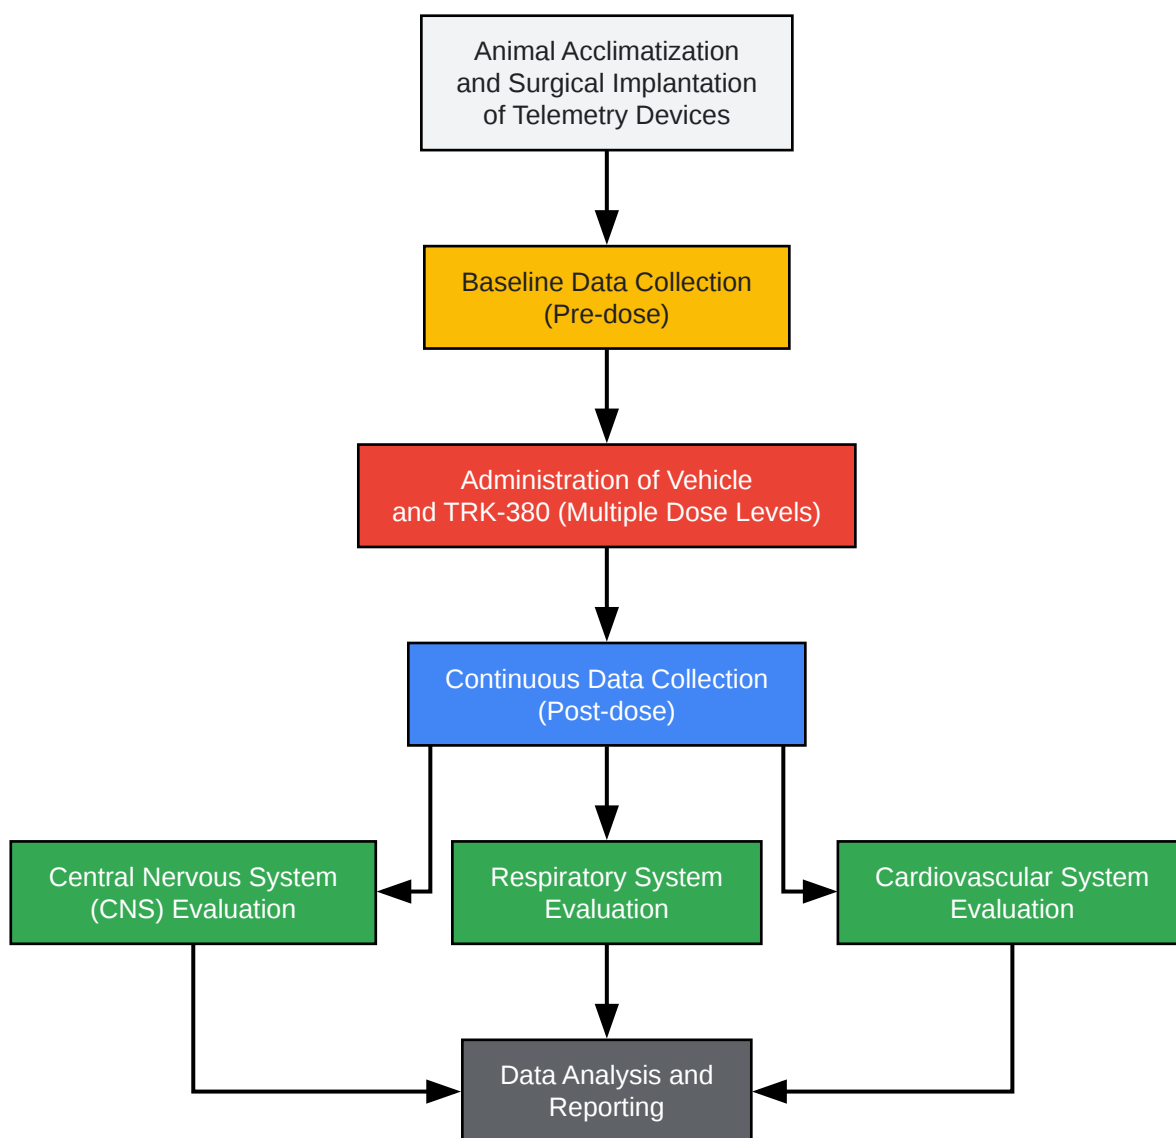 Animal Acclimatization
and Surgical Implantation
of Telemetry Devices
Baseline Data Collection
(Pre-dose)
Administration of Vehicle
and TRK-380 (Multiple Dose Levels)
Continuous Data Collection
(Post-dose)
Central Nervous System
(CNS) Evaluation
Respiratory System
Evaluation
Cardiovascular System
Evaluation
Data Analysis and
Reporting